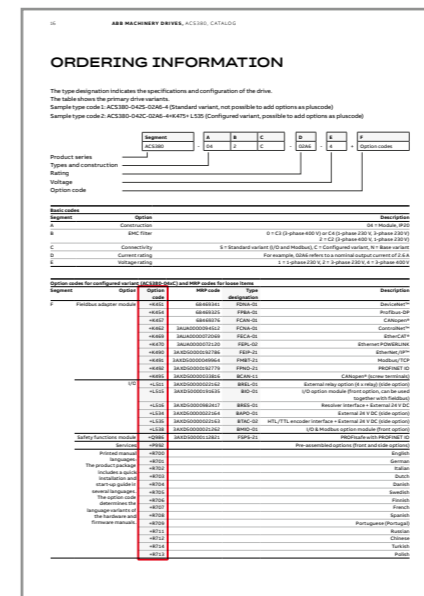 16 ABB MACHINERY DRIVES, ACS380, CATALOG
ORDERING INFORMATION
The type designation indicates the specifications and configuration of the drive.
The table shows the primary drive variants.
Sample type code 1: ACS380-042S-02A6-4 (Standard variant, not possible to add options as pluscode)
Sample type code 2: ACS380-042C-02A6-4+K475+ L535 (Configured variant, possible to add options as pluscode)
Segment A B C D E F
ACS380 - 04 2 C - 02A6 - 4 + Option codes
Product series
Types and construction
Rating
Voltage
Option code
Basic codes
Segment Option Description
A Construction 04 = Module, IP20
B EMC filter 0 = C3 (3-phase 400 V) or C4 (1-phase 230 V, 3-phase 230 V)
2 = C2 (3-phase 400 V, 1-phase 230 V)
C Connectivity S = Standard variant (I/O and Modbus), C = Configured variant, N = Base variant
D Current rating For example, 02A6 refers to a nominal output current of 2.6 A
E Voltage rating 1 = 1-phase 230 V, 2 = 3-phase 230 V, 4 = 3-phase 400 V
Option codes for configured variant (ACS380-04xC) and MRP codes for loose items
Segment Option Option code MRP code Type designation Description
F Fieldbus adapter module +K451 68469341 FDNA-01 DeviceNet™
+K454 68469325 FPBA-01 Profibus-DP
+K457 68469376 FCAN-01 CANopen®
+K462 3AUA0000094512 FCNA-01 ControlNet™
+K469 3AUA0000072069 FECA-01 EtherCAT®
+K470 3AUA0000072120 FEPL-02 Ethernet POWERLINK
+K490 3AXD50000192786 FEIP-21 EtherNet/IP™
+K491 3AXD50000049964 FMBT-21 Modbus/TCP
+K492 3AXD50000192779 FPNO-21 PROFINET IO
+K495 3AXD50000033816 BCAN-11 CANopen® (screw terminals)
I/O +L511 3AXD50000022162 BREL-01 External relay option (4 x relay) (side option)
+L515 3AXD50000191635 BIO-01 I/O option module (front option, can be used
together with fieldbus)
+L516 3AXD50000982417 BRES-01 Resolver interface + External 24 V DC
+L534 3AXD50000022164 BAPO-01 External 24 V DC (side option)
+L535 3AXD50000022163 BTAC-02 HTL/TTL encoder interface + External 24 V DC (side option)
+L538 3AXD50000021262 BMIO-01 I/O & Modbus option module (front option)
Safety functions module +Q986 3AXD50000112821 FSPS-21 PROFIsafe with PROFINET IO
Services +P992 Pre-assembled options (front and side options)
Printed manual +R700 English
languages. +R701 German
The product package +R702 Italian
includes a quick +R703 Dutch
installation and +R704 Danish
start-up guide in +R705 Swedish
several languages. +R706 Finnish
The option code +R707 French
determines the +R708 Spanish
language variants of +R709 Portuguese (Portugal)
the hardware and +R711 Russian
firmware manuals. +R712 Chinese
+R714 Turkish
+R713 Polish